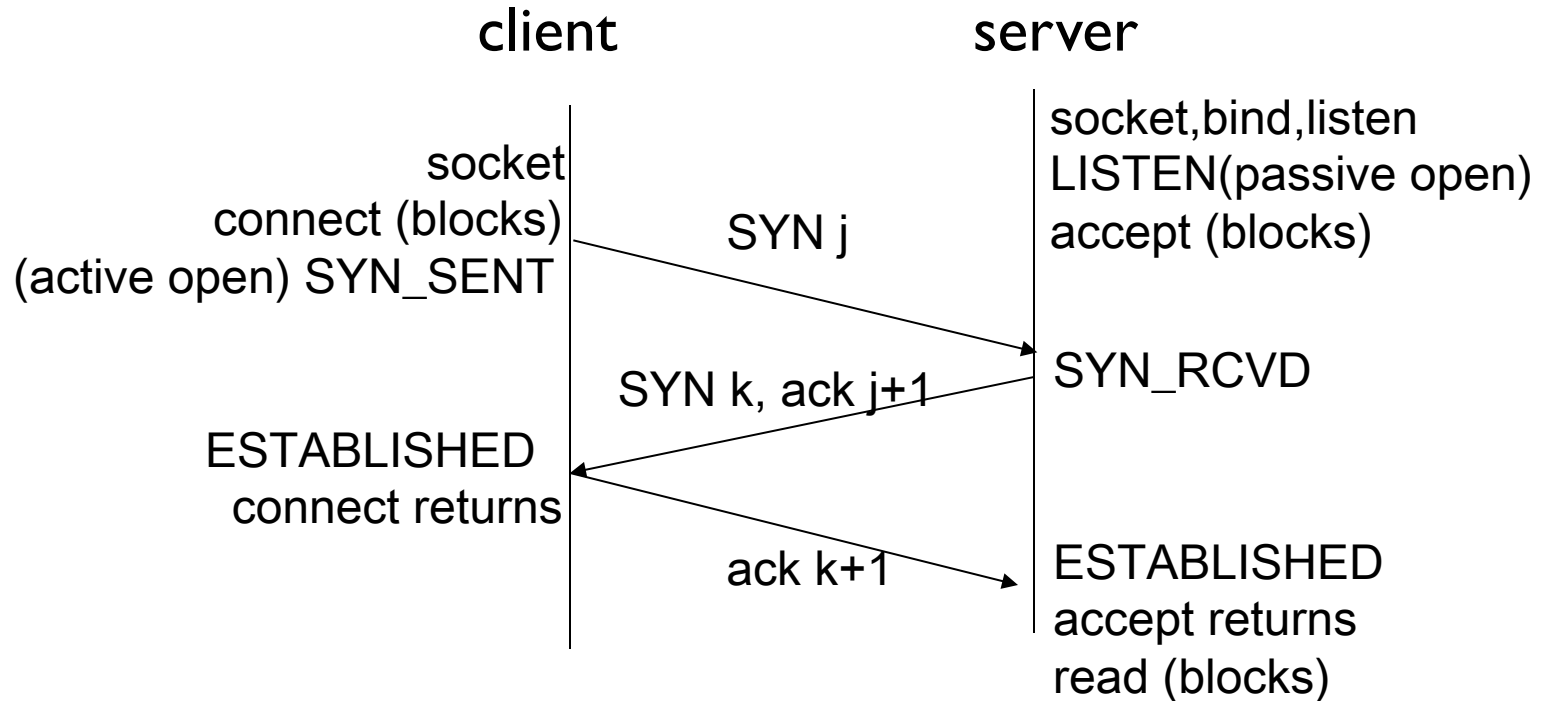 client
server
socket,bind,listen
LISTEN(passive open)
accept (blocks)
socket
connect (blocks)
(active open) SYN_SENT
SYN j
SYN_RCVD
SYN k, ack j+1
ESTABLISHED
connect returns
ack k+1
ESTABLISHED
accept returns
read (blocks)